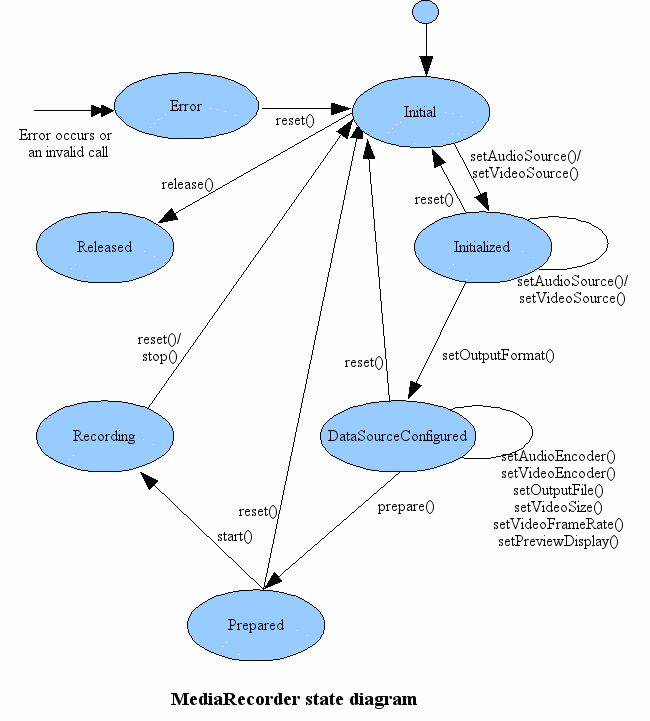 Error
Initial
reset()
Error occurs or
an invalid call
setAudioSource()/
setVideoSource()
release()
reset()
Released
Initialized
setAudioSource()/
setVideoSource()
reset()/
stop()
setOutputFormat()
reset()
Recording
DataSourceConfigured
setAudioEncoder()
setVideoEncoder()
setOutputFile()
setVideoSize()
setVideoFrameRate()
setPreviewDisplay()
reset()
prepare()
start()
Prepared
MediaRecorder state diagram